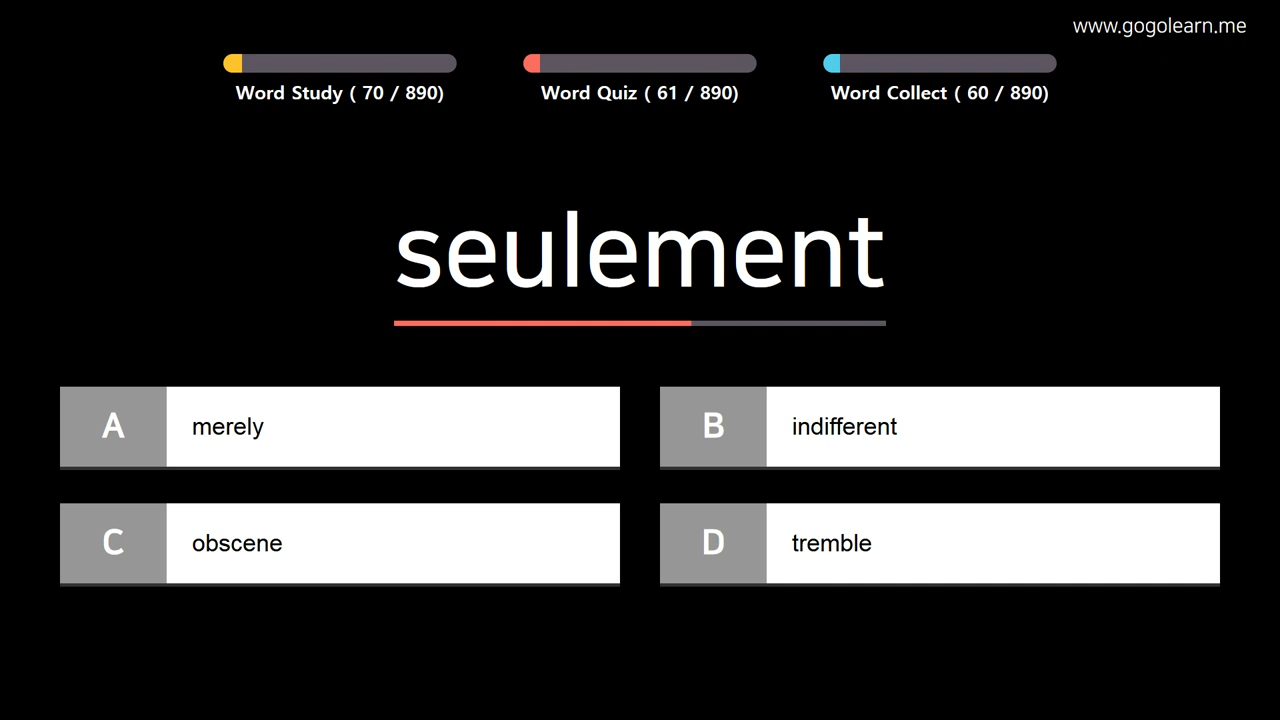 www.gogolearn.me
Word Study ( 70 / 890)
Word Quiz ( 61 / 890)
Word Collect ( 60 / 890)
seulement
A merely
B indifferent
C obscene
D tremble